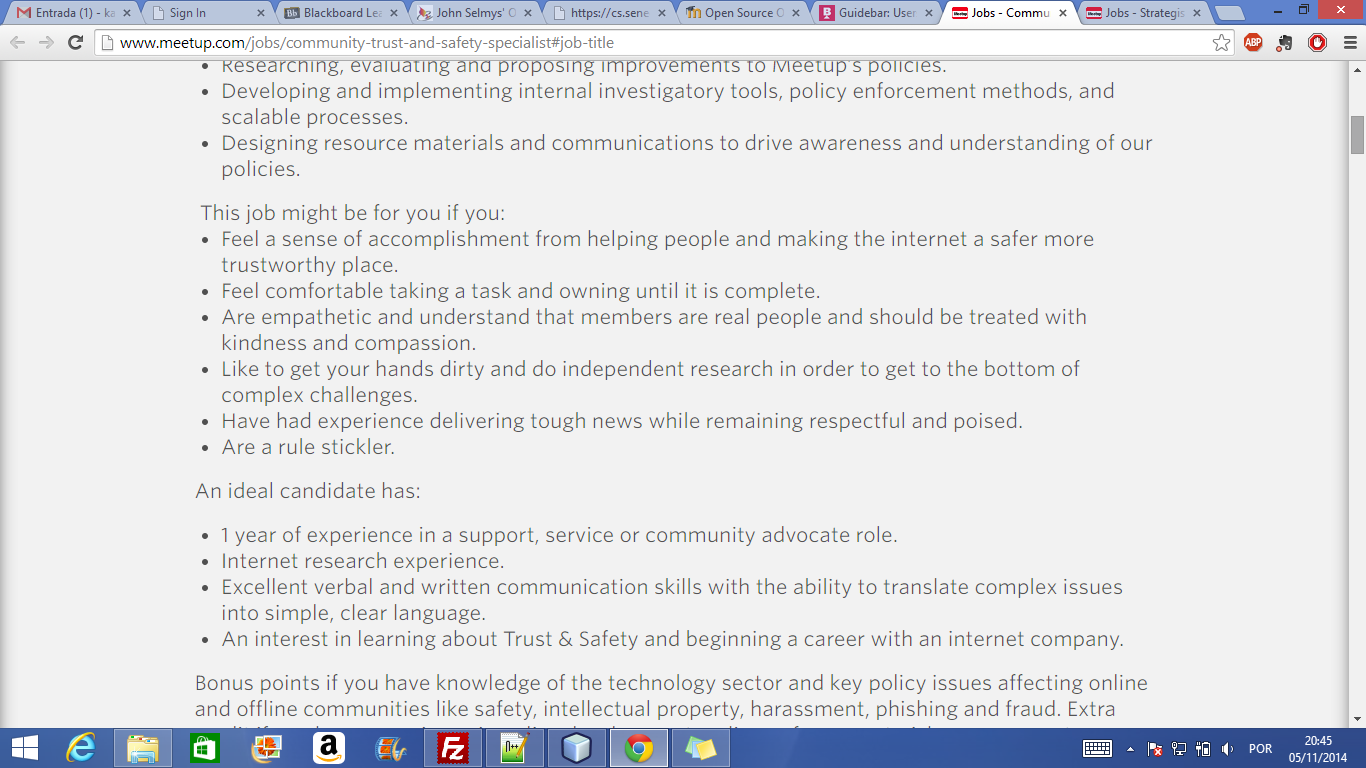 Entrada (1) - ka
Sign In
Blackboard Lea
John Selmys' O
https://cs.sene
Open Source O
Guidebar: User
Jobs - Commu
Jobs - Strategis
www.meetup.com/jobs/community-trust-and-safety-specialist#job-title
ABP
• Researching, evaluating and proposing improvements to Meetup's policies.
• Developing and implementing internal investigatory tools, policy enforcement methods, and
scalable processes.
• Designing resource materials and communications to drive awareness and understanding of our
policies.
This job might be for you if you:
• Feel a sense of accomplishment from helping people and making the internet a safer more
trustworthy place.
• Feel comfortable taking a task and owning until it is complete.
• Are empathetic and understand that members are real people and should be treated with
kindness and compassion.
• Like to get your hands dirty and do independent research in order to get to the bottom of
complex challenges.
• Have had experience delivering tough news while remaining respectful and poised.
• Are a rule stickler.
An ideal candidate has:
• 1 year of experience in a support, service or community advocate role.
• Internet research experience.
• Excellent verbal and written communication skills with the ability to translate complex issues
into simple, clear language.
• An interest in learning about Trust & Safety and beginning a career with an internet company.
Bonus points if you have knowledge of the technology sector and key policy issues affecting online
and offline communities like safety, intellectual property, harassment, phishing and fraud. Extra
POR
20:45
05/11/2014